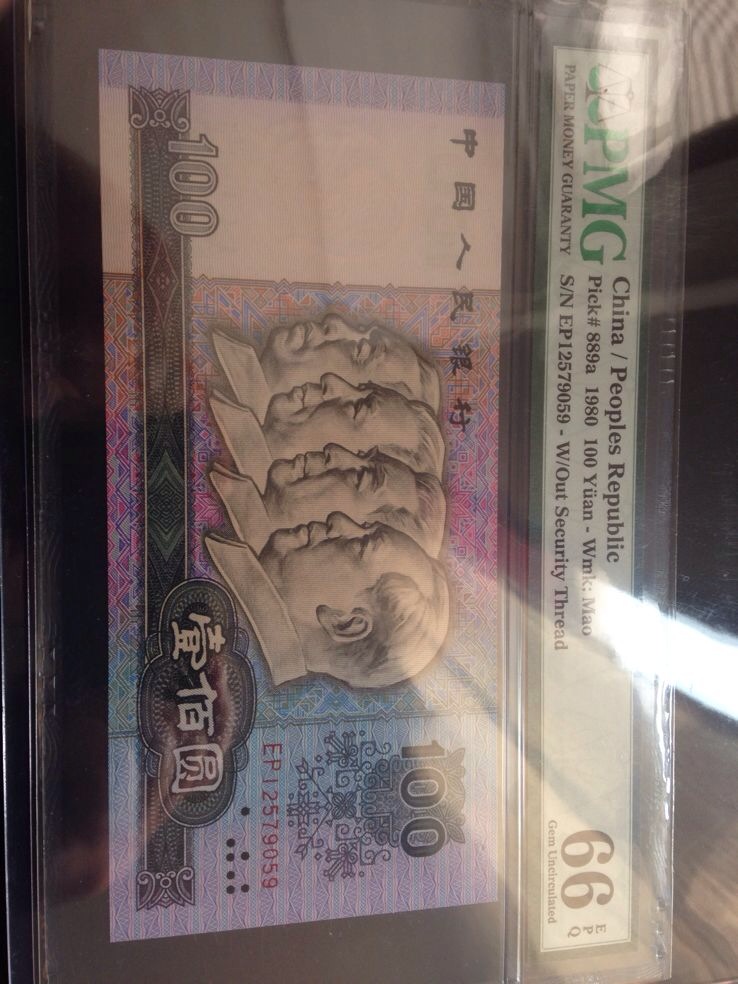 PMG
PAPER MONEY GUARANTY
China / Peoples Republic
Pick# 889a 1980 100 Yüan - Wmk: Mao
S/N EP12579059 - W/Out Security Thread
66 EPQ
Gem Uncirculated
中国人民银行
100
100
EP12579059
壹佰圆